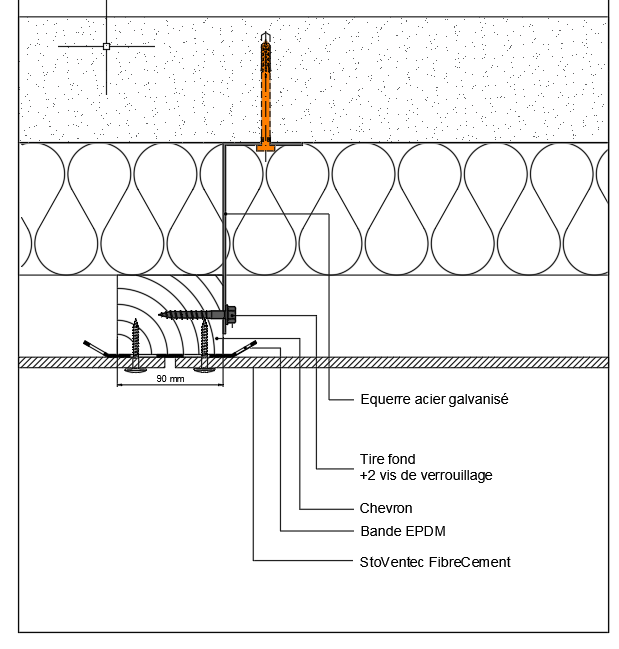 90 mm
Equerre acier galvanisé
Tire fond
+2 vis de verrouillage
Chevron
Bande EPDM
StoVentec FibreCement